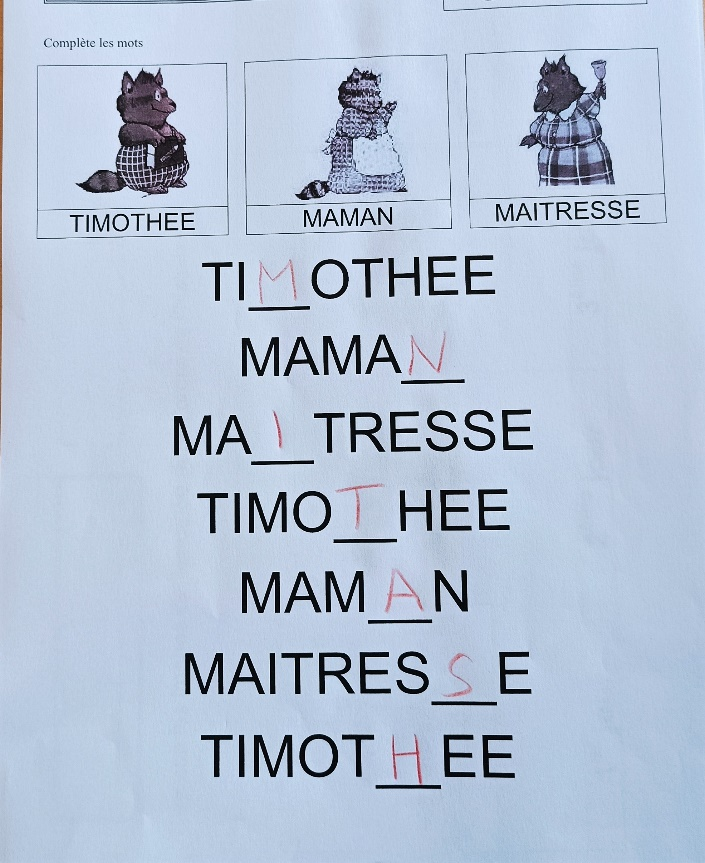 Complète les mots
TIMOTHEE MAMAN MAITRESSE
TIMOTHEE
MAMAN
MAITRESSE
TIMOTHEE
MAMAN
MAITRESSE
TIMOTHEE